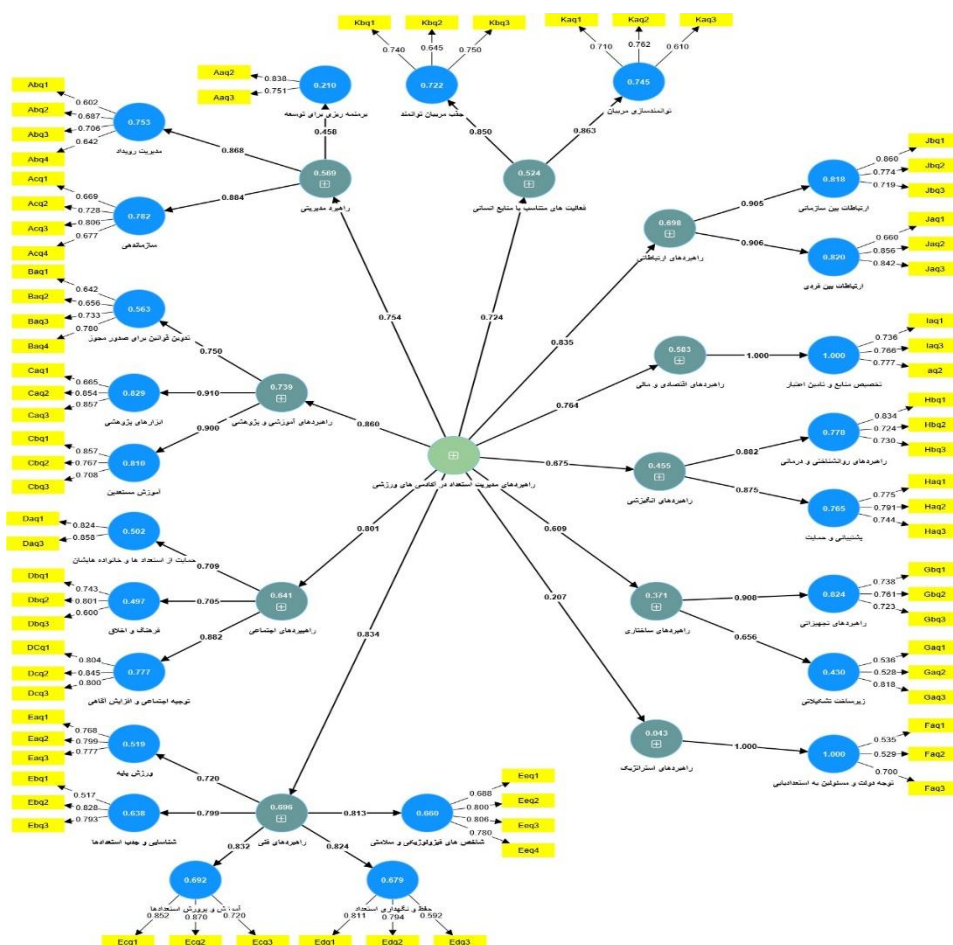 Kbq1
Kbq2
Kbq3
0.740
0.645
0.750
0.722
جذب مربیان توانمند
Kaq1
Kaq2
Kaq3
0.710
0.762
0.610
0.745
توانمندسازی مربیان
0.850
0.863
0.524
فعالیت های متناسب با منابع انسانی
Aaq2
Aaq3
0.838
0.751
0.210
برمنمه ریزی برای توسعه
0.458
Abq1
Abq2
Abq3
Abq4
0.602
0.687
0.706
0.642
0.753
مدیریت رویداد
0.868
0.569
راهبرد مدیریتی
Acq1
Acq2
Acq3
Acq4
0.669
0.728
0.806
0.677
0.782
سازماندهی
0.884
Jbq1
Jbq2
Jbq3
0.860
0.774
0.719
0.818
ارتباطات بین سازمانی
0.905
0.698
راهبردهای ارتباطاتی
0.906
Jaq1
Jaq2
Jaq3
0.660
0.856
0.842
0.820
ارتباطات بین فردی
Baq1
Baq2
Baq3
Baq4
0.642
0.656
0.733
0.780
0.563
تدوین قوانین برای صدور مجوز
0.750
Caq1
Caq2
Caq3
0.665
0.854
0.857
0.829
ابزارهای پژوهشی
0.910
0.739
راهبردهای آموزشی و پژوهشی
Cbq1
Cbq2
Cbq3
0.857
0.767
0.708
0.810
آموزش مستعدین
0.900
0.754
0.724
0.835
0.764
0.860
0.675
0.801
0.609
0.834
0.207
راهبردهای مدیریت استعداد در آکادمی های ورزشی
0.583
راهبردهای اقتصادی و مالی
1.000
1.000
تخصیص منابع و تامین اعتبار
Iaq1
Iaq3
aq2
0.736
0.766
0.777
0.455
راهبردهای انگیزشی
0.882
0.875
0.778
راهبردهای روانشناختی و درمانی
Hbq1
Hbq2
Hbq3
0.834
0.724
0.730
0.765
پشتیبانی و حمایت
Haq1
Haq2
Haq3
0.775
0.791
0.744
Daq1
Daq3
0.824
0.858
0.502
حمایت از استعداد ها و خانواده هایشان
0.709
Dbq1
Dbq2
Dbq3
0.743
0.801
0.600
0.497
فرهنگ و اخلاق
0.705
0.641
راهبردهای اجتماعی
DCq1
Dcq2
Dcq3
0.804
0.845
0.800
0.777
توجیه اجتماعی و افزایش آگاهی
0.882
0.371
راهبردهای ساختاری
0.908
0.656
0.824
راهبردهای تجهیزاتی
Gbq1
Gbq2
Gbq3
0.738
0.761
0.723
0.430
زیرساخت تشکیلاتی
Gaq1
Gaq2
Gaq3
0.536
0.528
0.818
0.043
راهبردهای استراتژیک
1.000
1.000
توجه دولت و مسئولین به استعدادیابی
Faq1
Faq2
Faq3
0.535
0.529
0.700
Eaq1
Eaq2
Eaq3
0.768
0.799
0.777
0.519
ورزش پایه
0.720
Ebq1
Ebq2
Ebq3
0.517
0.828
0.793
0.638
شناسایی و جذب استعدادها
0.799
0.696
راهبردهای فنی
0.813
0.660
شاخص های فیزیولوژیکی و سلامتی
Eeq1
Eeq2
Eeq3
Eeq4
0.688
0.800
0.806
0.780
0.832
0.824
0.692
آموزش و پرورش استعدادها
0.852
0.870
0.720
Ecq1
Ecq2
Ecq3
0.679
حفظ و نگهداری استعداد
0.811
0.794
0.592
Edq1
Edq2
Edq3